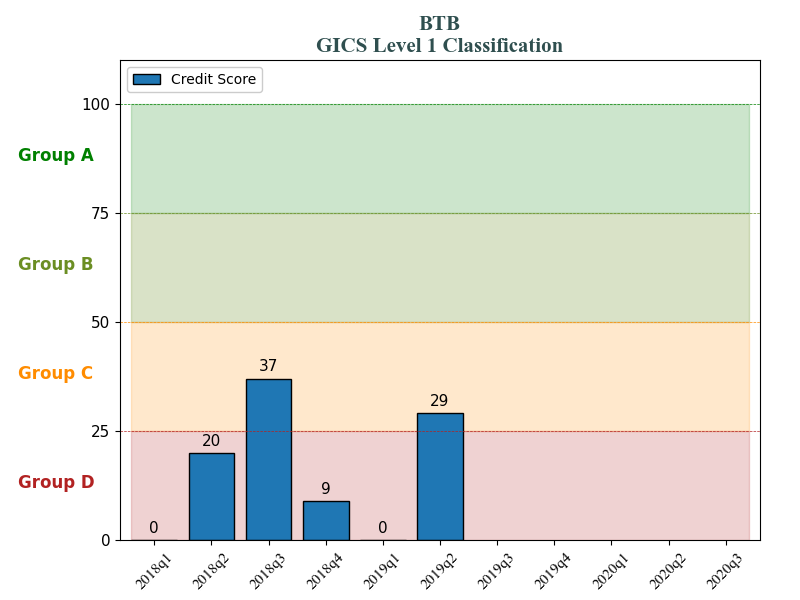 BTB
GICS Level 1 Classification
Credit Score
100
Group A
75
Group B
50
Group C
37
29
25
20
Group D
9
0
0
0
2018q1
2018q2
2018q3
2018q4
2019q1
2019q2
2019q3
2019q4
2020q1
2020q2
2020q3